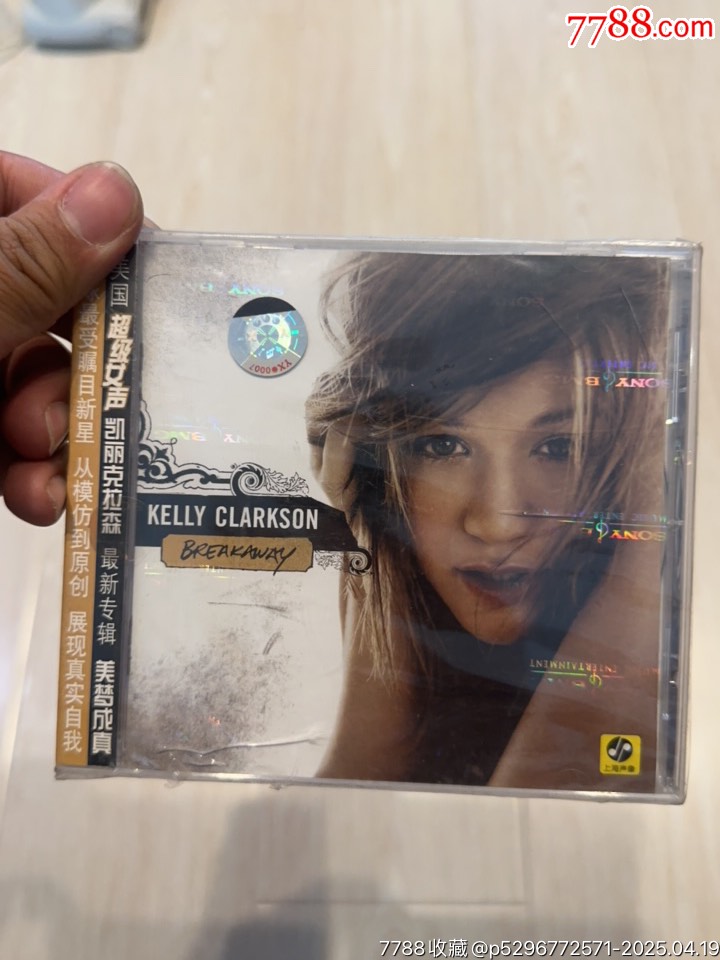 7788.com
美国 超级女声 凯丽克拉森 最新专辑 美梦成真
最受瞩目新星 从模仿到原创 展现真实自我
YX●0007
KELLY CLARKSON
BREAKAWAY
SONY
SONY
ENTERTAINMENT
上海声像
7788收藏@p5296772571-2025.04.19